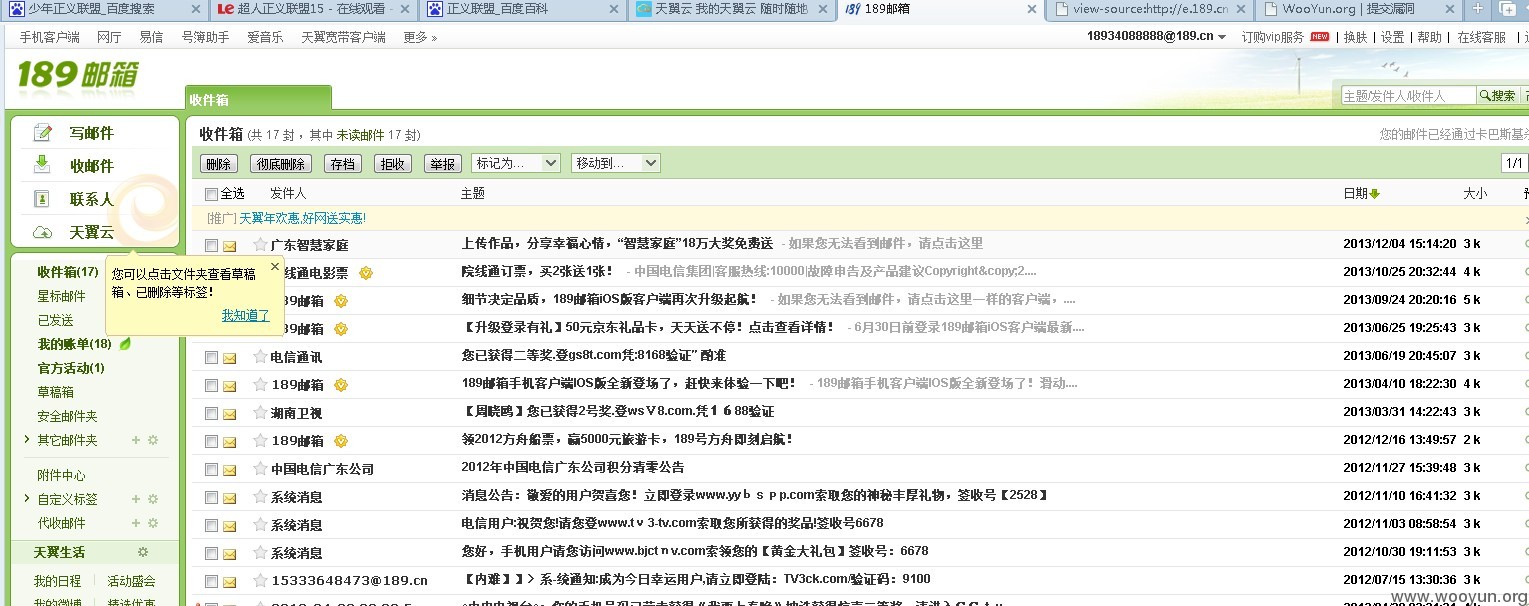 少年正义联盟_百度搜索 超人正义联盟15 - 在线观看 - 正义联盟_百度百科 天翼云 我的天翼云 随时随地 189邮箱 view-source:http://e.189.cn WooYun.org | 提交漏洞
手机客户端 网厅 易信 号簿助手 爱音乐 天翼宽带客户端 更多 » 18934088888@189.cn 订购vip服务 NEW | 换肤 | 设置 | 帮助 | 在线客服 |
189邮箱
收件箱 主题/发件人/收件人 搜索
写邮件 收件箱 (共 17 封，其中 未读邮件 17 封) 您的邮件已经通过卡巴斯基杀
收邮件 删除 彻底删除 存档 拒收 举报 标记为... 移动到... 1/1
联系人 全选 发件人 主题 日期 大小
天翼云 [推广] 天翼年欢惠,好网送实惠!
广东智慧家庭 上传作品，分享幸福心情，“智慧家庭”18万大奖免费送 - 如果您无法看到邮件，请点击这里 2013/12/04 15:14:20 3 k
收件箱(17) 您可以点击文件夹查看草稿箱、已删除等标签! 我知道了 线通电影票 院线通订票，买2张送1张! - 中国电信集团|客服热线:10000|故障申告及产品建议Copyright&copy;2.... 2013/10/25 20:32:44 4 k
星标邮件 89邮箱 细节决定品质，189邮箱iOS版客户端再次升级起航！ - 如果您无法看到邮件，请点击这里一样的客户端，.... 2013/09/24 20:20:16 5 k
已发送 89邮箱 【升级登录有礼】50元京东礼品卡，天天送不停！点击查看详情！ - 6月30日前登录189邮箱iOS客户端最新.... 2013/06/25 19:25:43 3 k
我的账单(18) 电信通讯 您已获得二等奖.登gs8t.com凭:8168验证” 酌准 2013/06/19 20:45:07 3 k
官方活动(1) 189邮箱 189邮箱手机客户端IOS版全新登场了，赶快来体验一下吧！ - 189邮箱手机客户端IOS版全新登场了！滑动.... 2013/04/10 18:22:30 4 k
草稿箱
安全邮件夹 湖南卫视 【周晓鸥】您已获得2号奖.登wsＶ8.com.凭１６88验证 2013/03/31 14:22:43 3 k
其它邮件夹 189邮箱 领2012方舟船票，赢5000元旅游卡，189号方舟即刻启航！ 2012/12/16 13:49:57 2 k
附件中心 中国电信广东公司 2012年中国电信广东公司积分清零公告 2012/11/27 15:39:48 3 k
自定义标签 系统消息 消息公告：敬爱的用户贺喜您！立即登录www.yyｂｓｐp.com索取您的神秘丰厚礼物，签收号【2528】 2012/11/10 16:41:32 3 k
代收邮件 系统消息 电信用户:祝贺您!请您登www.tｖ3-tv.com索取您所获得的奖品!签收号6678 2012/11/03 08:58:54 3 k
天翼生活 系统消息 您好，手机用户请您访问www.bjctｎv.com索领您的【黄金大礼包】签收号：6678 2012/10/30 19:11:53 3 k
我的日程 活动盛会 15333648473@189.cn 【内难】】> 系-统通知:成为今日幸运用户,请立即登陆：TV3ck.com/验证码：9100 2012/07/15 13:30:36 3 k
www.wooyun.org